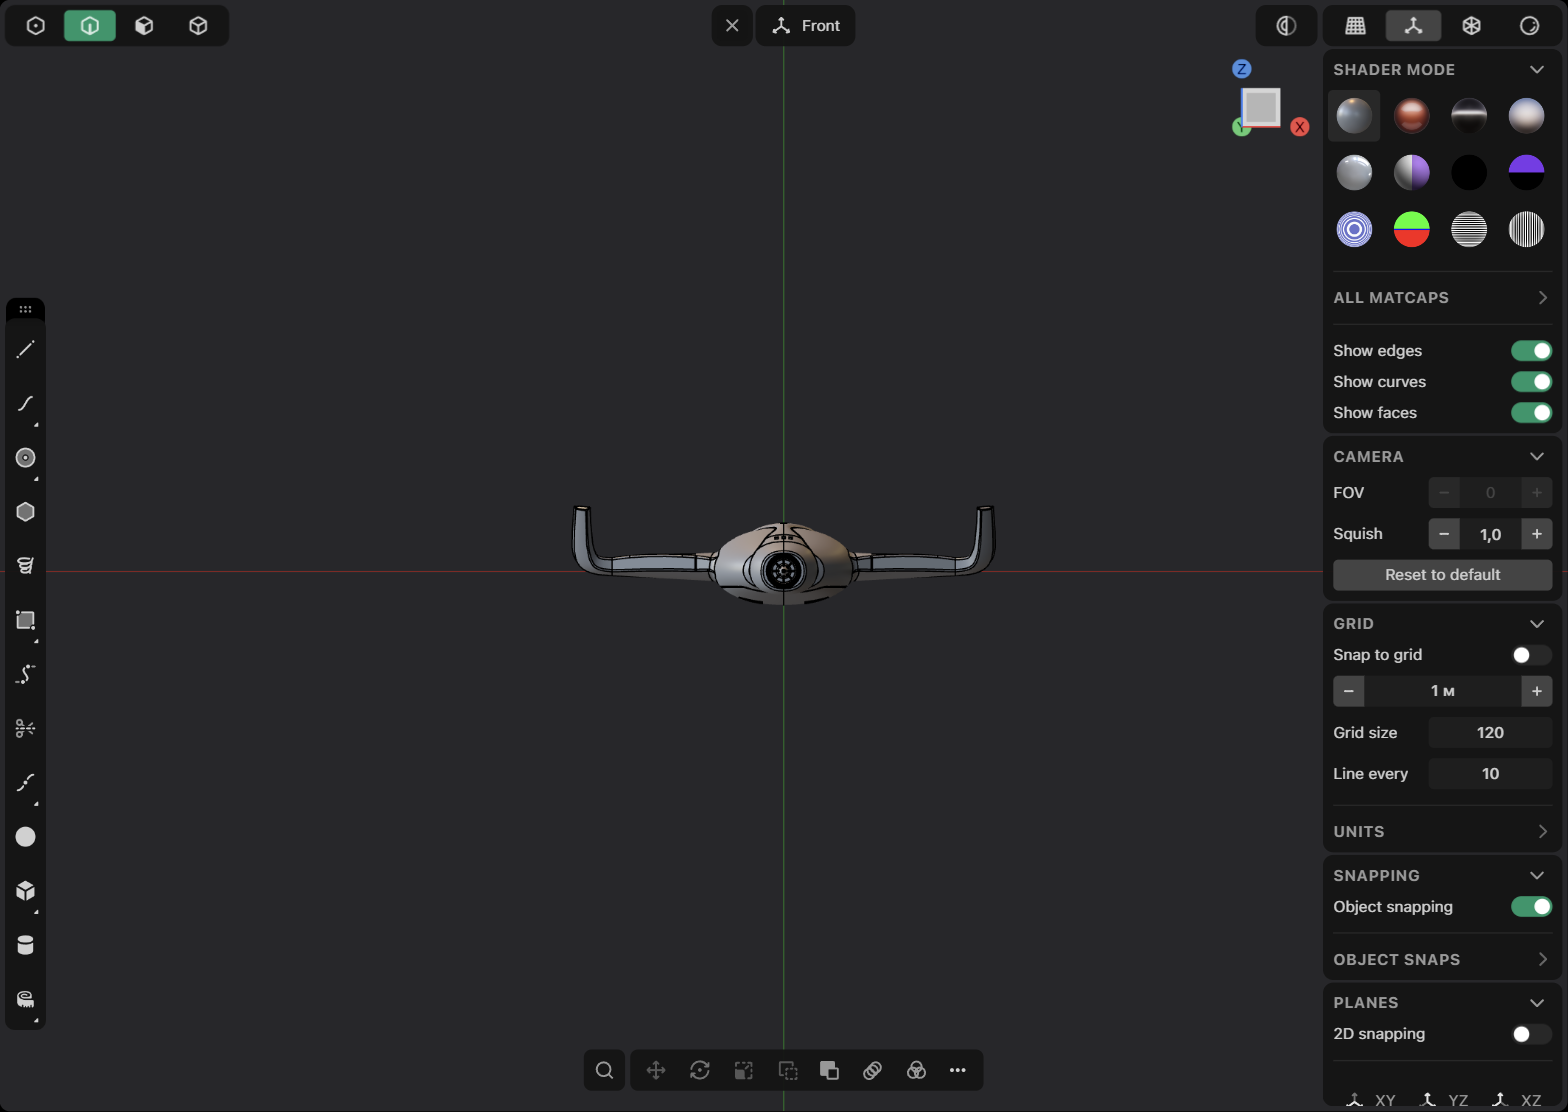 Front
Z
Y
X
SHADER MODE
ALL MATCAPS
Show edges
Show curves
Show faces
CAMERA
FOV − 0 +
Squish − 1,0 +
Reset to default
GRID
Snap to grid
− 1 м +
Grid size 120
Line every 10
UNITS
SNAPPING
Object snapping
OBJECT SNAPS
PLANES
2D snapping
XY YZ XZ